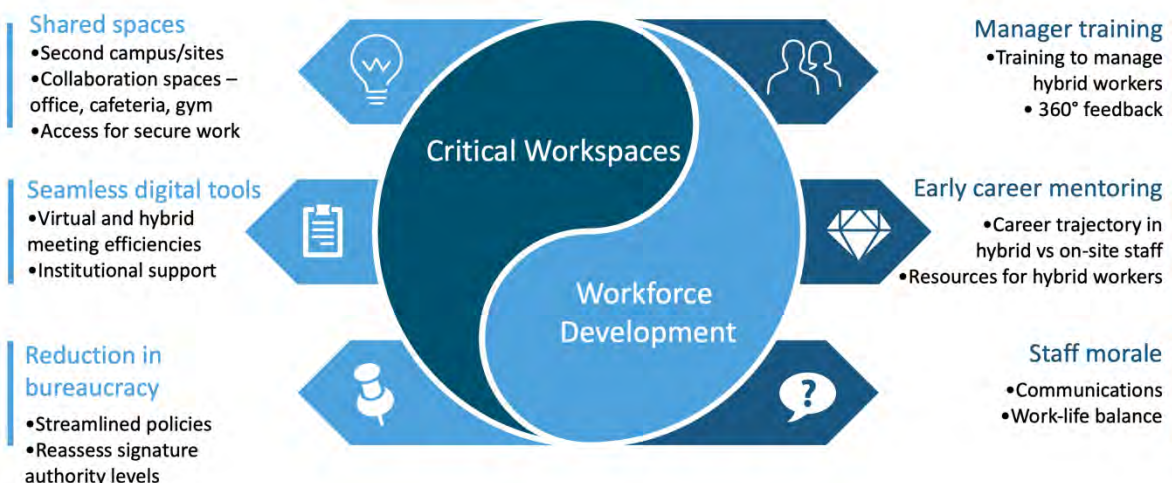 Shared spaces
•Second campus/sites
•Collaboration spaces –
office, cafeteria, gym
•Access for secure work
Seamless digital tools
•Virtual and hybrid
meeting efficiencies
•Institutional support
Reduction in
bureaucracy
•Streamlined policies
•Reassess signature
authority levels
Critical Workspaces
Workforce
Development
Manager training
•Training to manage
hybrid workers
• 360° feedback
Early career mentoring
•Career trajectory in
hybrid vs on-site staff
•Resources for hybrid workers
Staff morale
•Communications
•Work-life balance
?